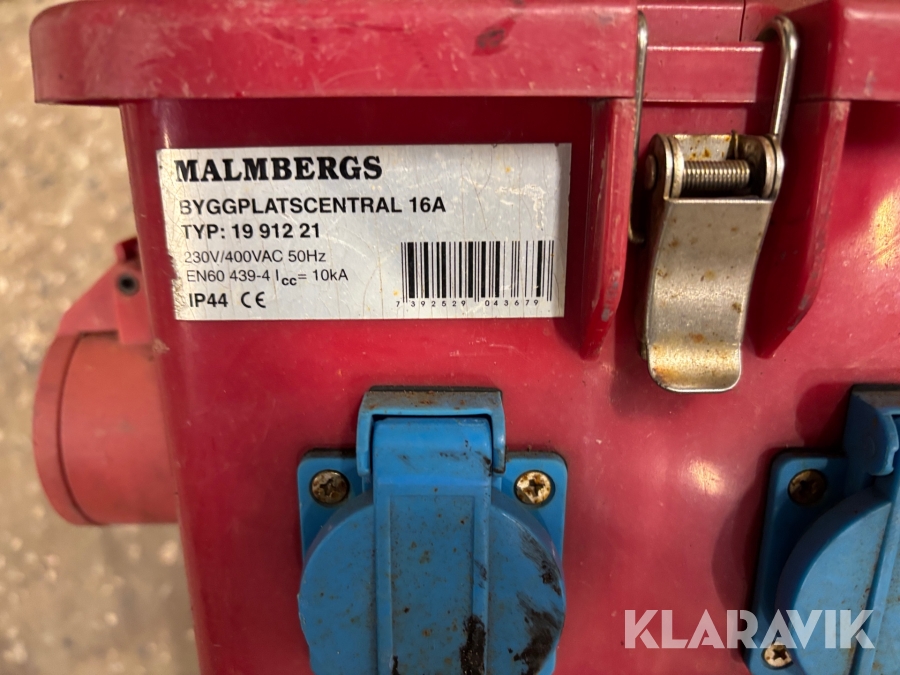 MALMBERGS
BYGGPLATSCENTRAL 16A
TYP: 19 912 21
230V/400VAC 50Hz
EN60 439-4 Icc= 10kA
IP44 CE
7 392529 043679
KLARAVIK